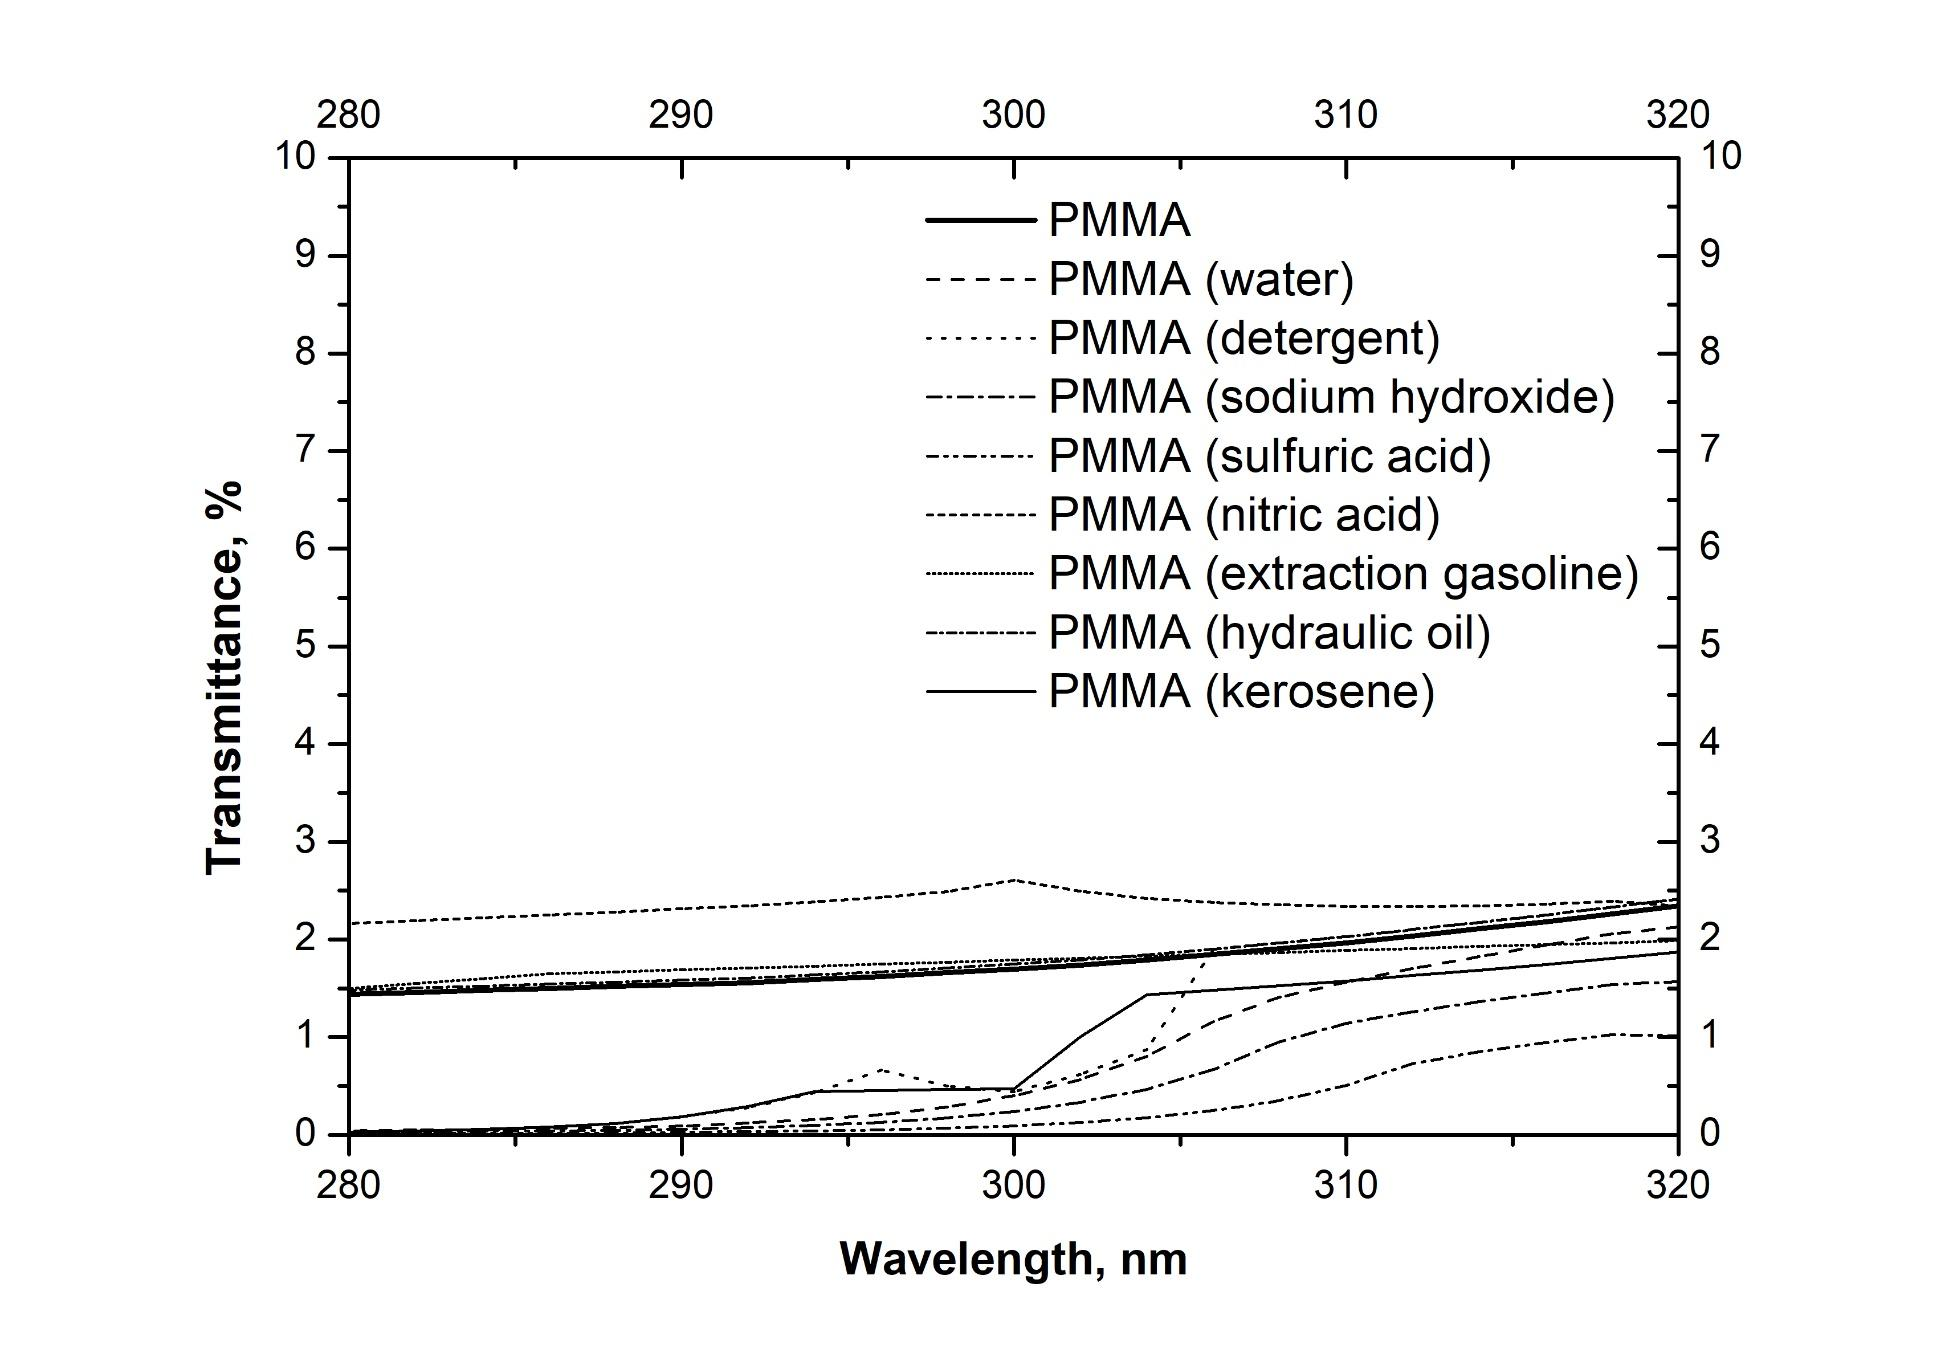 280 290 300 310 320
10 10
9 9
8 8
7 7
6 6
5 5
4 4
3 3
2 2
1 1
0 0
PMMA
PMMA (water)
PMMA (detergent)
PMMA (sodium hydroxide)
PMMA (sulfuric acid)
PMMA (nitric acid)
PMMA (extraction gasoline)
PMMA (hydraulic oil)
PMMA (kerosene)
Transmittance, %
280 290 300 310 320
Wavelength, nm